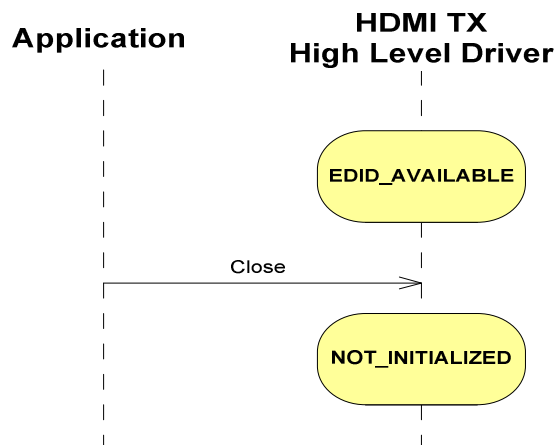 Application
HDMI TX
High Level Driver
EDID_AVAILABLE
Close
NOT_INITIALIZED